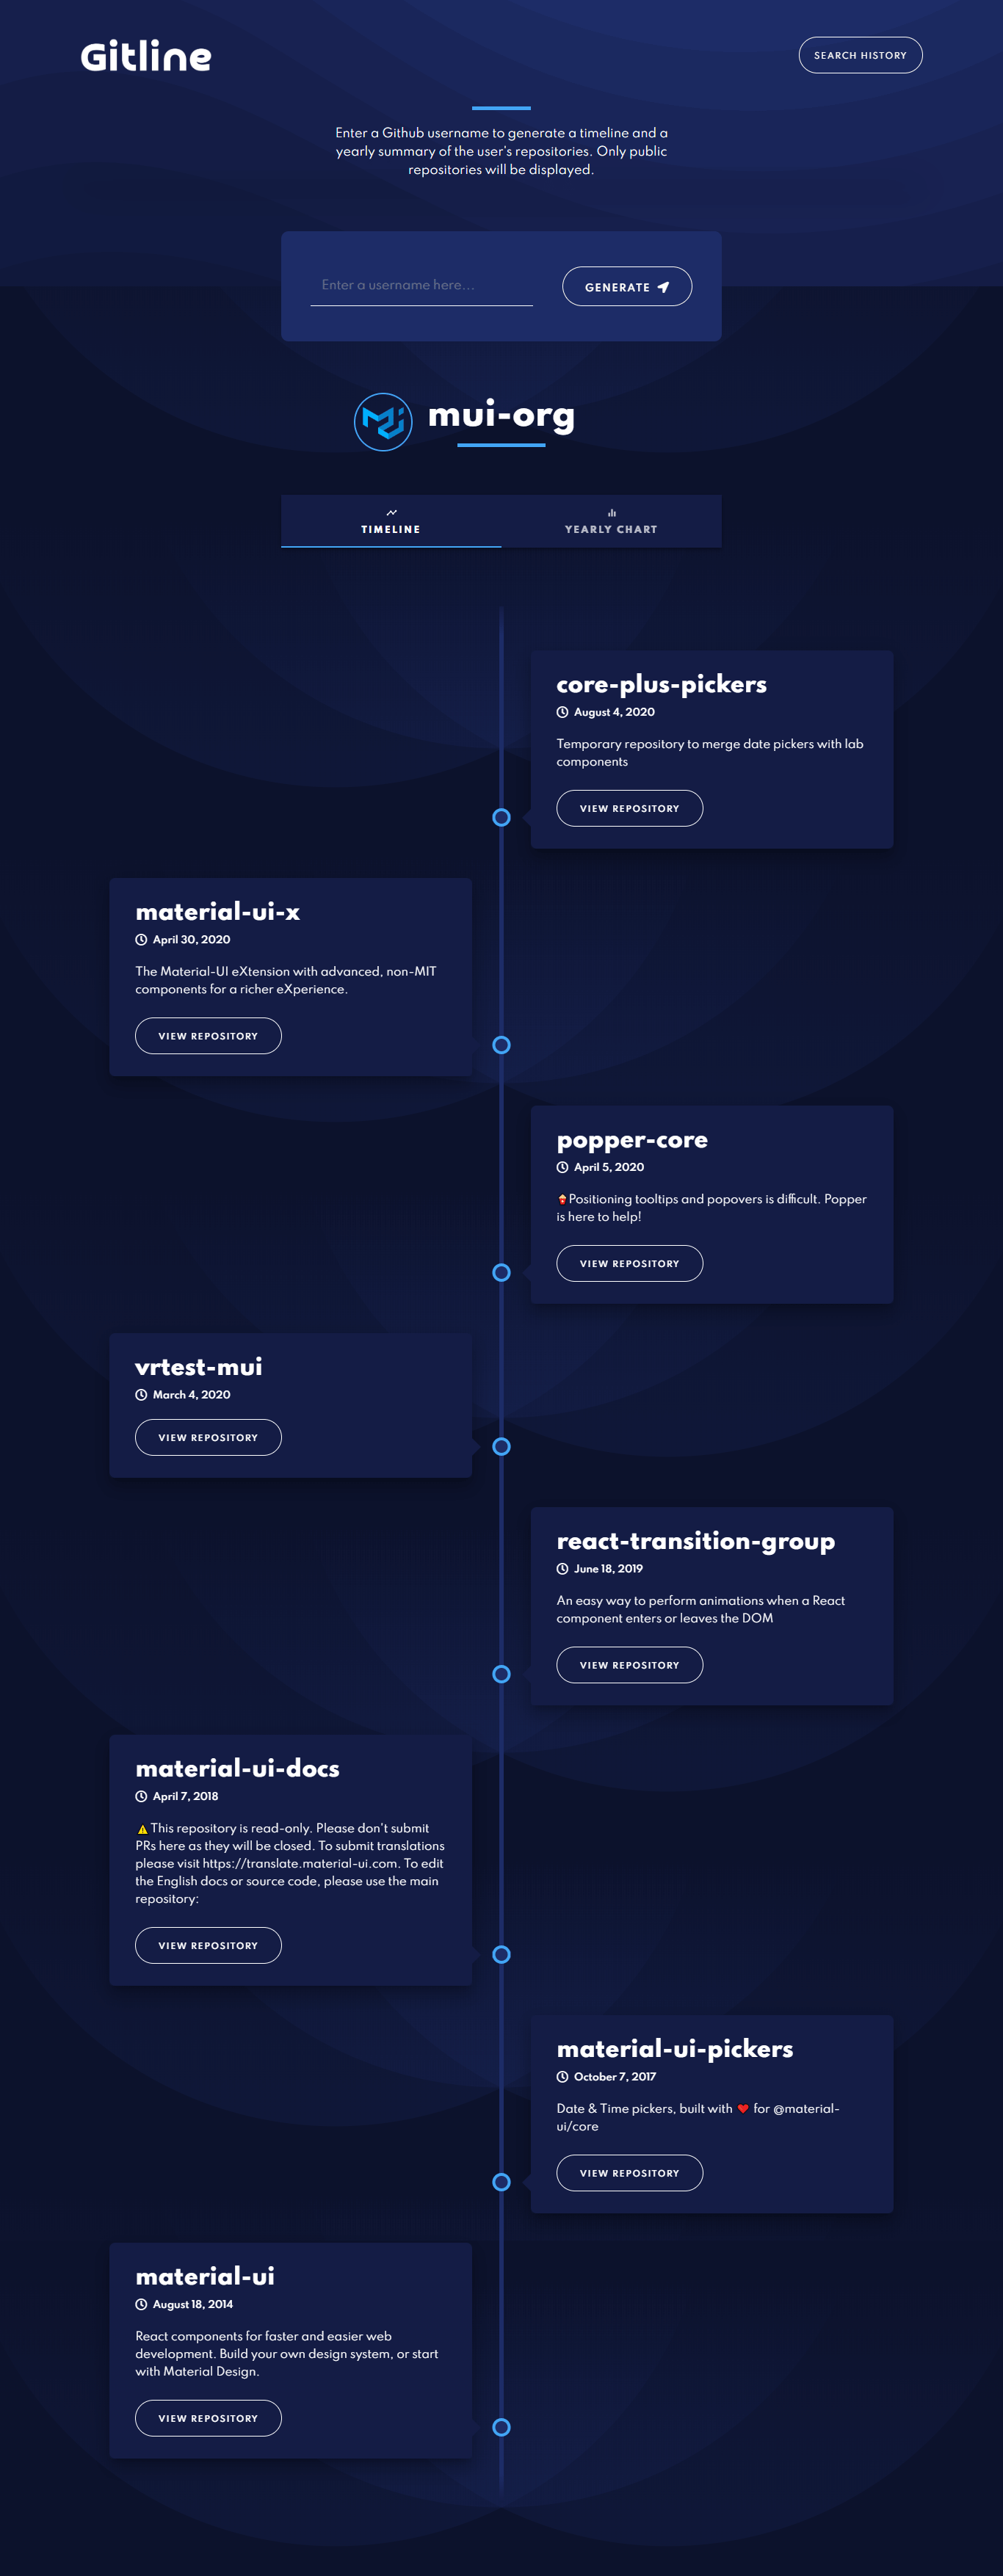 Gitline
SEARCH HISTORY
Enter a Github username to generate a timeline and a
yearly summary of the user's repositories. Only public
repositories will be displayed.
Enter a username here...
GENERATE
mui-org
TIMELINE
YEARLY CHART
core-plus-pickers
August 4, 2020
Temporary repository to merge date pickers with lab
components
VIEW REPOSITORY
material-ui-x
April 30, 2020
The Material-UI eXtension with advanced, non-MIT
components for a richer eXperience.
VIEW REPOSITORY
popper-core
April 5, 2020
🍿Positioning tooltips and popovers is difficult. Popper
is here to help!
VIEW REPOSITORY
vrtest-mui
March 4, 2020
VIEW REPOSITORY
react-transition-group
June 18, 2019
An easy way to perform animations when a React
component enters or leaves the DOM
VIEW REPOSITORY
material-ui-docs
April 7, 2018
⚠️This repository is read-only. Please don't submit
PRs here as they will be closed. To submit translations
please visit https://translate.material-ui.com. To edit
the English docs or source code, please use the main
repository:
VIEW REPOSITORY
material-ui-pickers
October 7, 2017
Date & Time pickers, built with ❤️ for @material-
ui/core
VIEW REPOSITORY
material-ui
August 18, 2014
React components for faster and easier web
development. Build your own design system, or start
with Material Design.
VIEW REPOSITORY